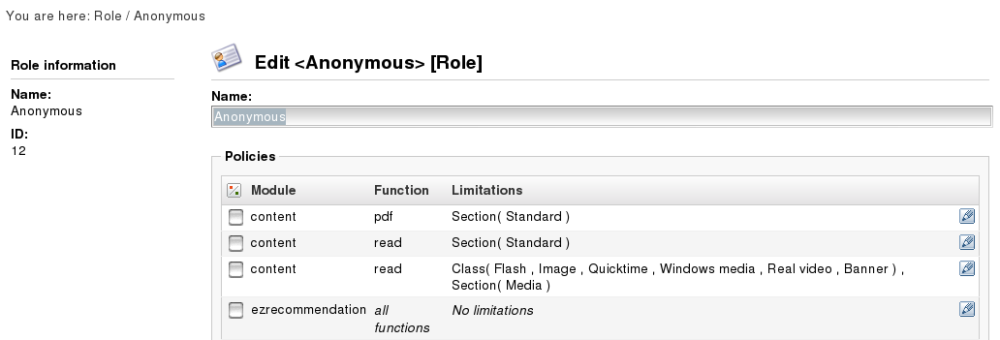 You are here: Role / Anonymous
Role information
Name:
Anonymous
ID:
12
Edit <Anonymous> [Role]
Name:
Anonymous
Policies
Module Function Limitations
content pdf Section( Standard )
content read Section( Standard )
content read Class( Flash , Image , Quicktime , Windows media , Real video , Banner ) ,
Section( Media )
ezrecommendation all No limitations
functions